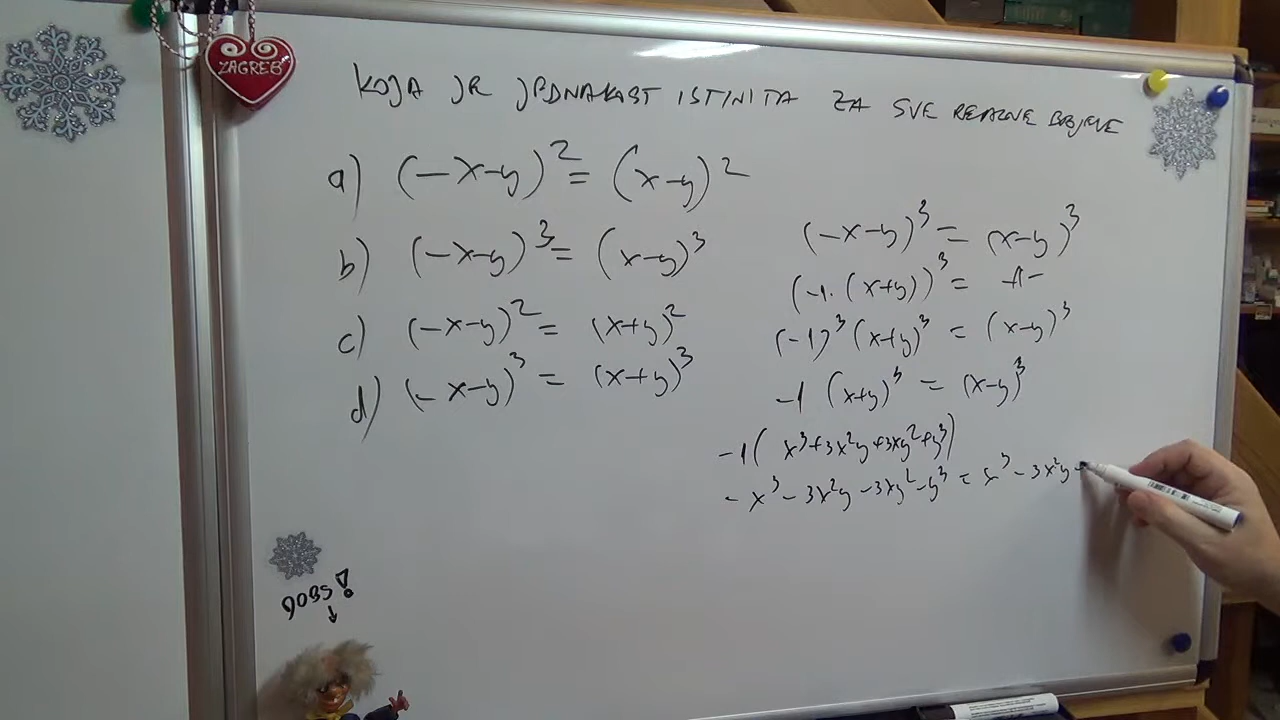 ZAGREB
KOJA JE JEDNAKOST ISTINITA ZA SVE REALNE BROJEVE
a) (-x-y)² = (x-y)²
b) (-x-y)³ = (x-y)³
c) (-x-y)² = (x+y)²
d) (-x-y)³ = (x+y)³
(-x-y)³ = (x-y)³
(-1·(x+y))³ =
(-1)³(x+y)³ = (x-y)³
-1 (x+y)³ = (x-y)³
-1( x³+3x²y+3xy²+y³)
-x³-3x²y-3xy²-y³ = x³-3x²y